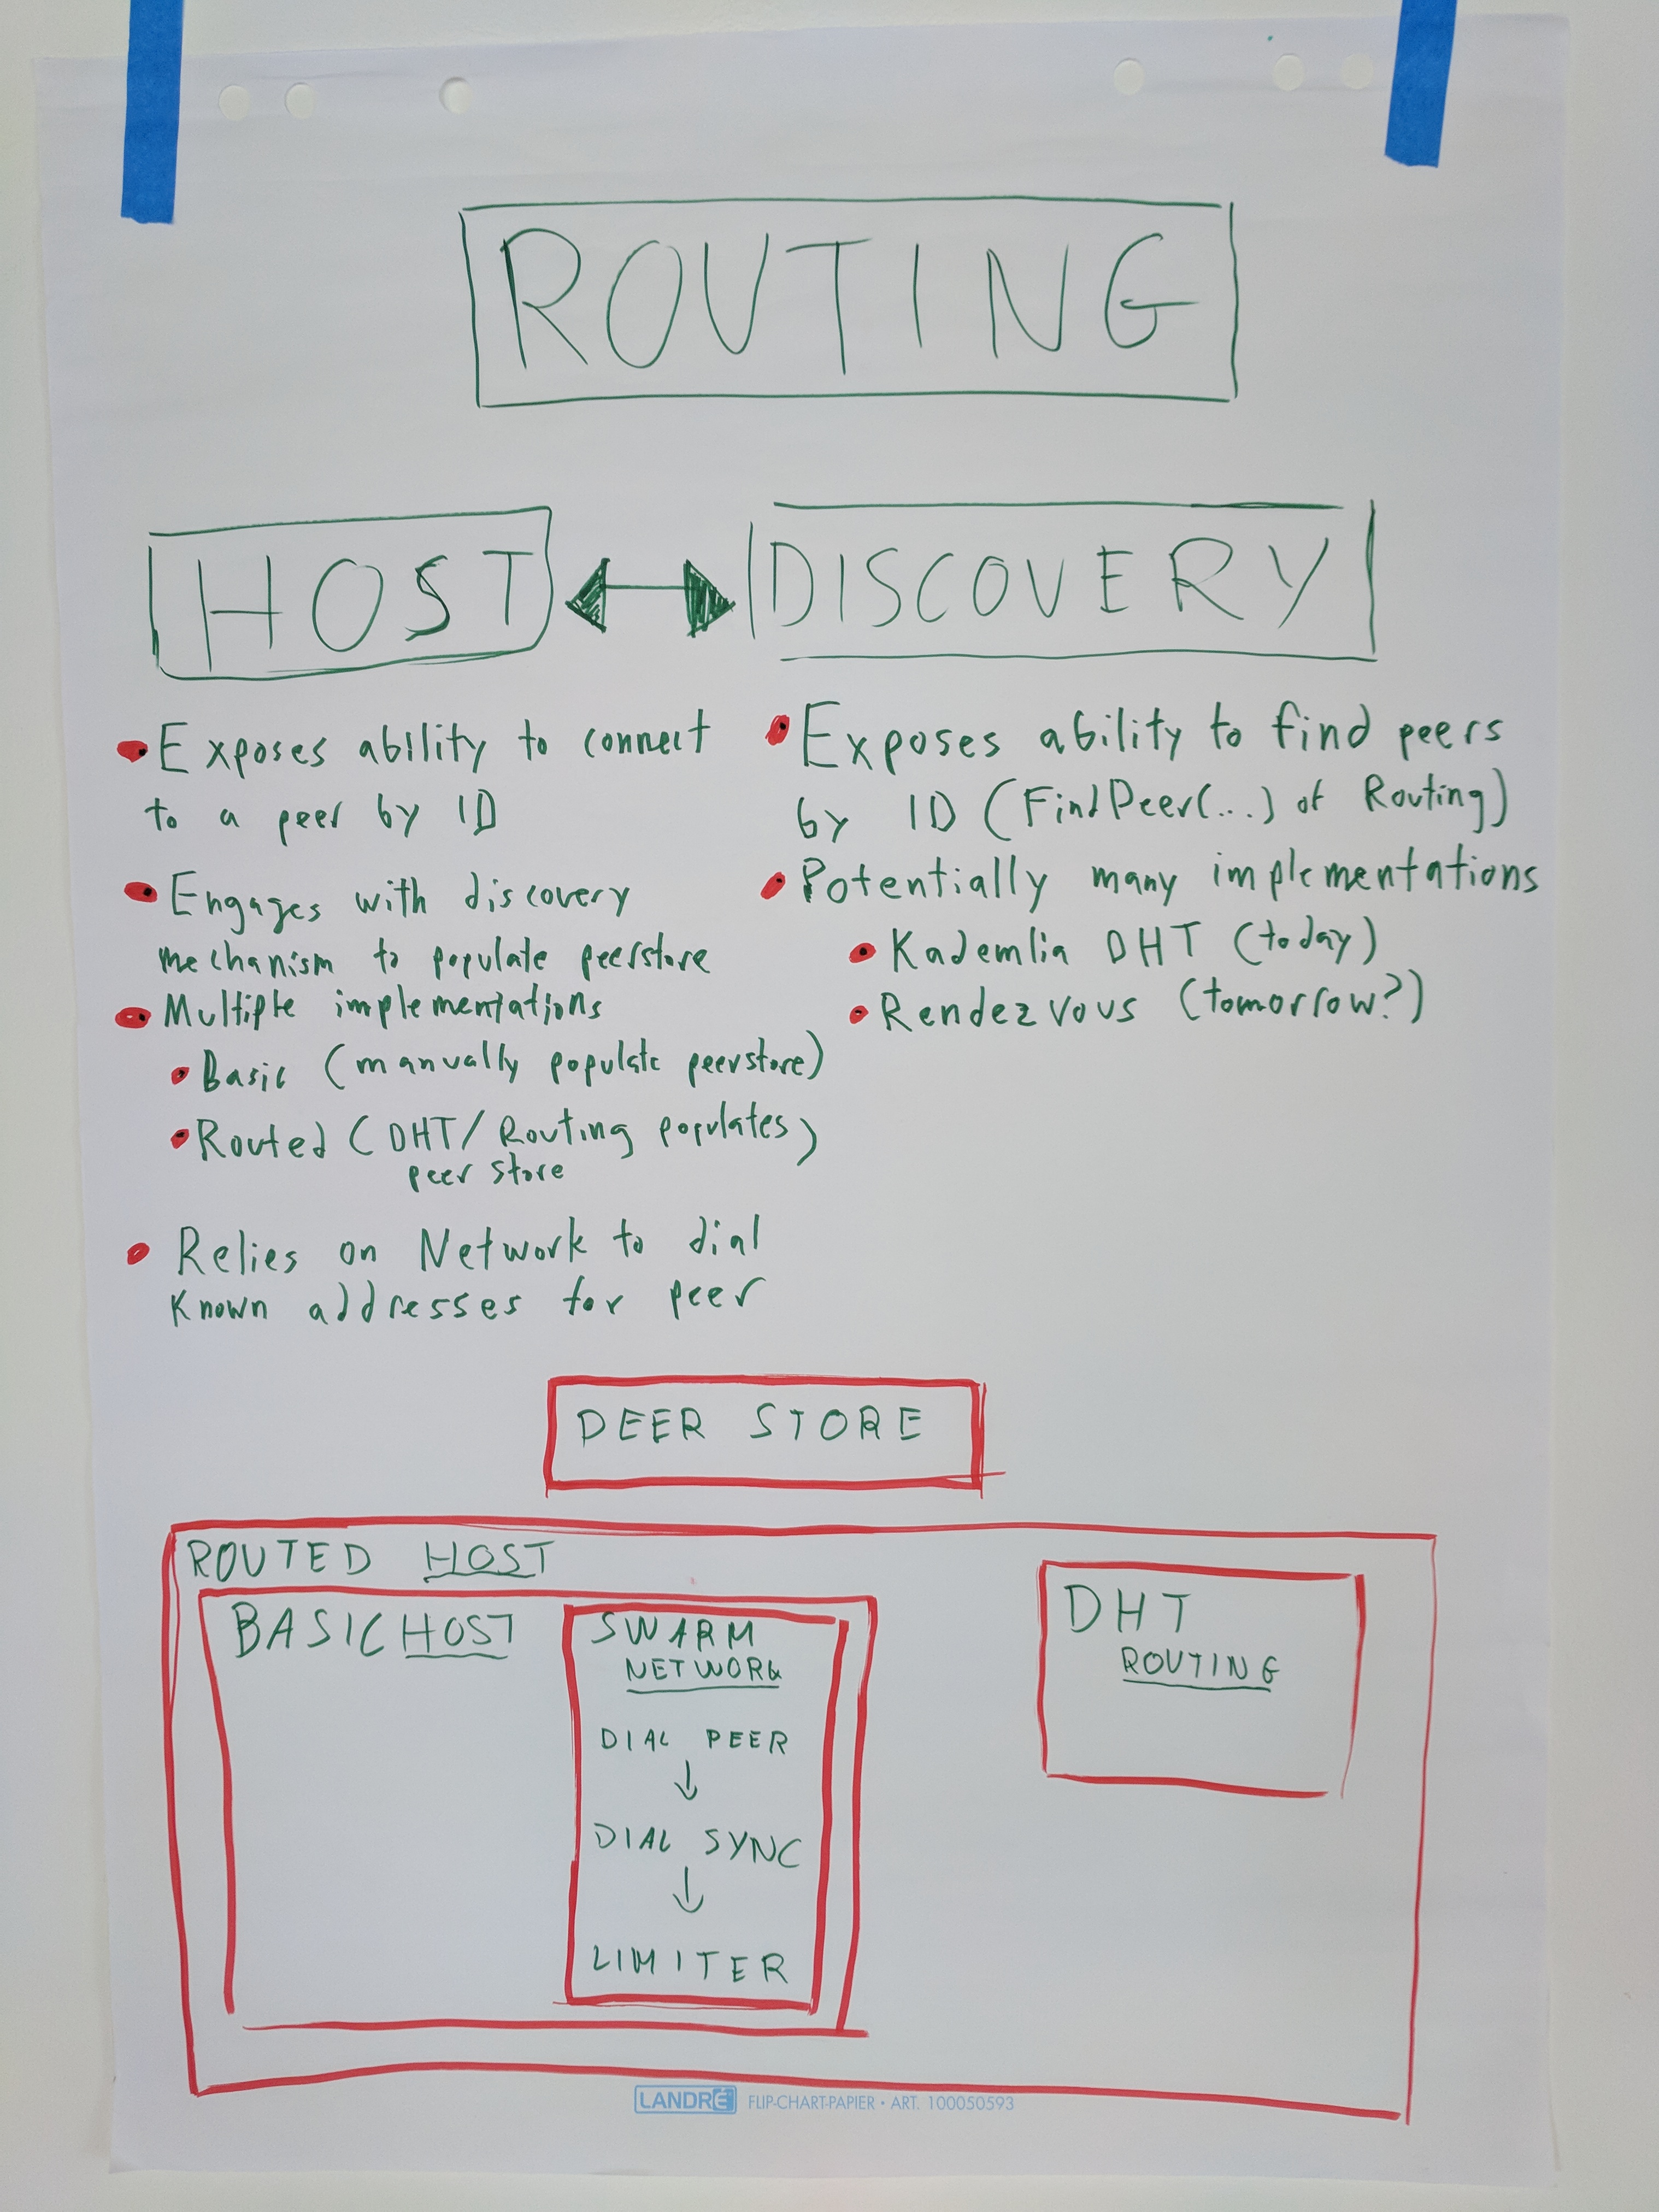 ROUTING
HOST
DISCOVERY
Exposes ability to connect
to a peer by ID
Engages with discovery
mechanism to populate peerstore
Multiple implementations
Basic (manually populate peerstore)
Routed (DHT/Routing populates)
peer store
Relies on Network to dial
known addresses for peer
Exposes ability to find peers
by ID (FindPeer(...) of Routing)
Potentially many implementations
Kademlia DHT (today)
Rendezvous (tomorrow?)
PEER STORE
ROUTED HOST
BASIC HOST
SWARM
NETWORK
DIAL PEER
↓
DIAL SYNC
↓
LIMITER
DHT
ROUTING
LANDRÉ FLIP-CHART-PAPIER • ART. 100050593